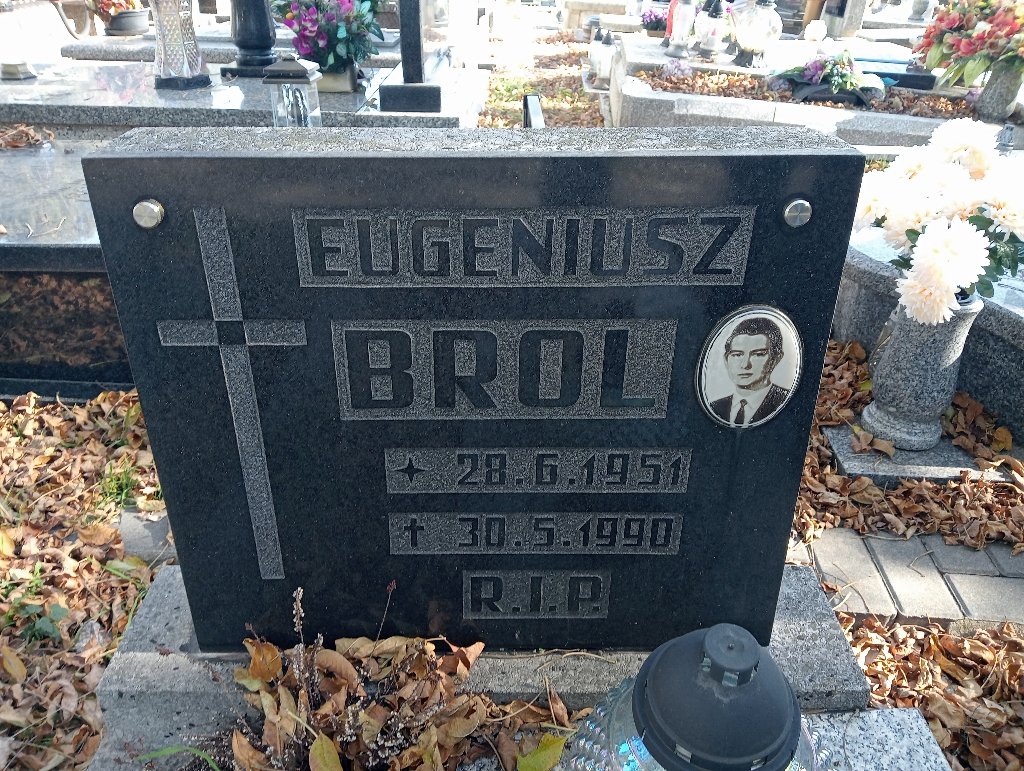 EUGENIUSZ
BROL
28.6.1951
† 30.5.1990
R.I.P.